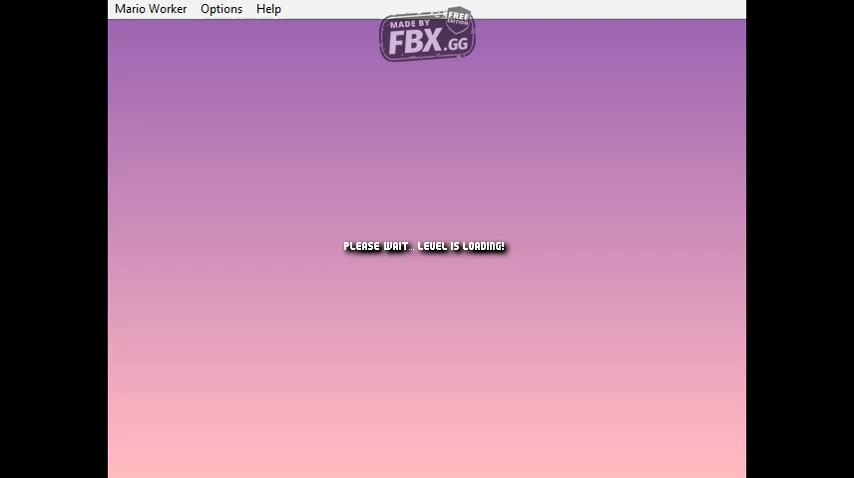 Mario Worker Options Help
MADE BY
FREE
EDITION
FBX.GG
PLEASE WAIT... LEVEL IS LOADING!